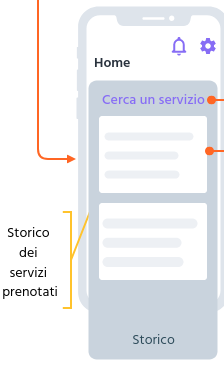 Home
Cerca un servizio
Storico
dei
servizi
prenotati
Storico